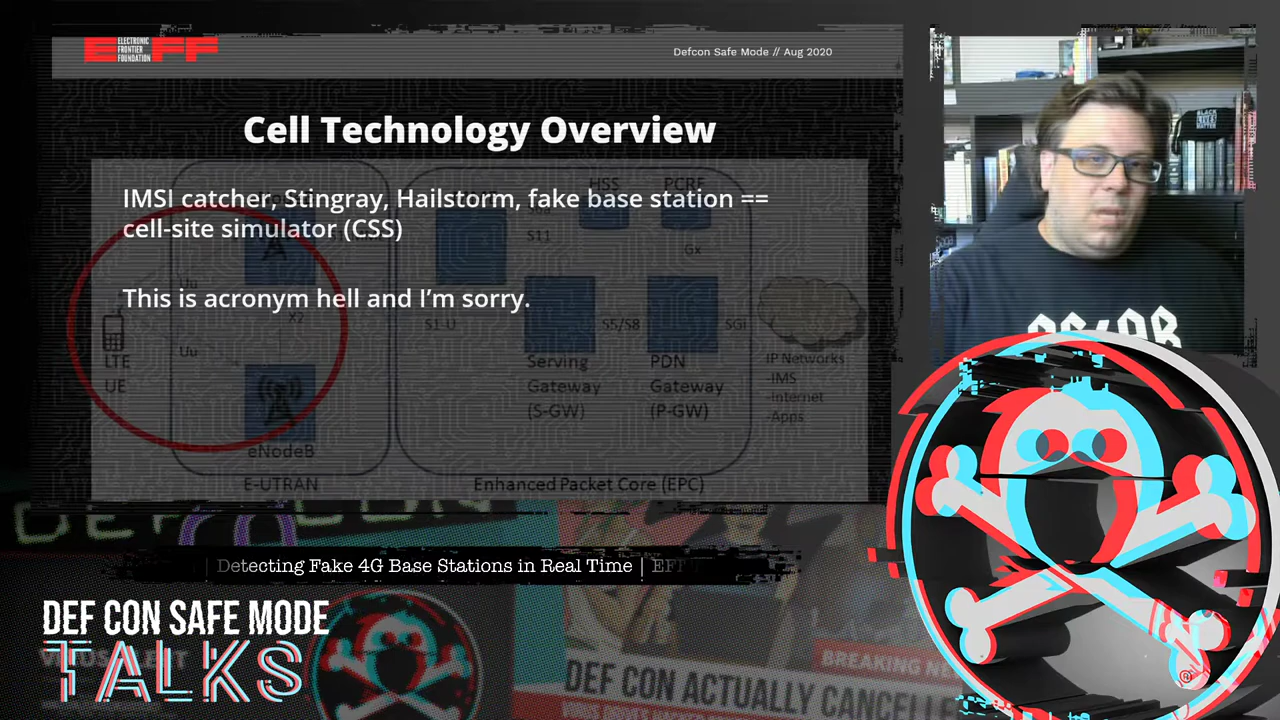 EFF
ELECTRONIC
FRONTIER
FOUNDATION
Defcon Safe Mode // Aug 2020
Cell Technology Overview
IMSI catcher, Stingray, Hailstorm, fake base station ==
cell-site simulator (CSS)
This is acronym hell and I’m sorry.
HSS
PCRF
S11
Gx
Uu
X2
S1-U
S5/S8
SGi
Uu
LTE
UE
Serving
Gateway
(S-GW)
PDN
Gateway
(P-GW)
IP Networks
-IMS
-Internet
-Apps
eNodeB
E-UTRAN
Enhanced Packet Core (EPC)
DEF CON
| Detecting Fake 4G Base Stations in Real Time | EFF
DEF CON SAFE MODE
TALKS
BREAKING NE
DEF CON ACTUALLY CANCELLE
®